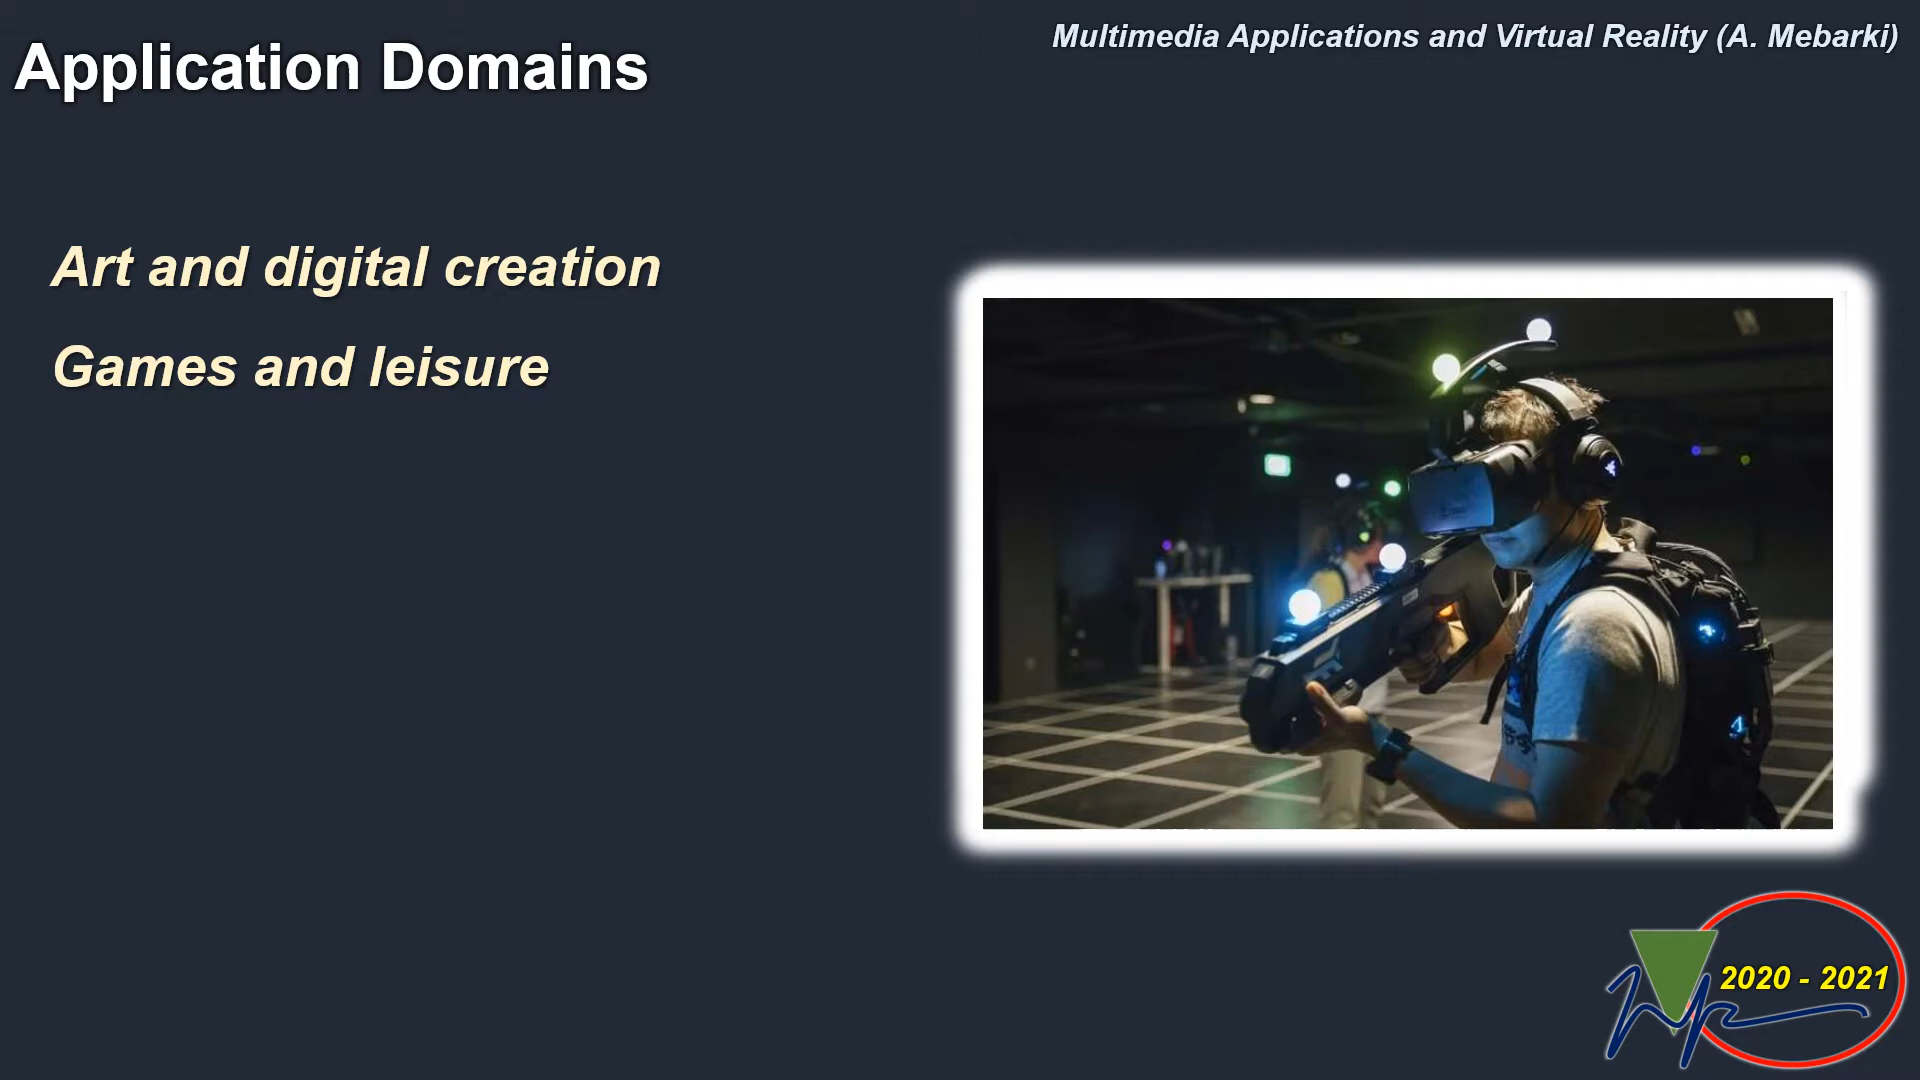 Multimedia Applications and Virtual Reality (A. Mebarki)
Application Domains
Art and digital creation
Games and leisure
2020 - 2021